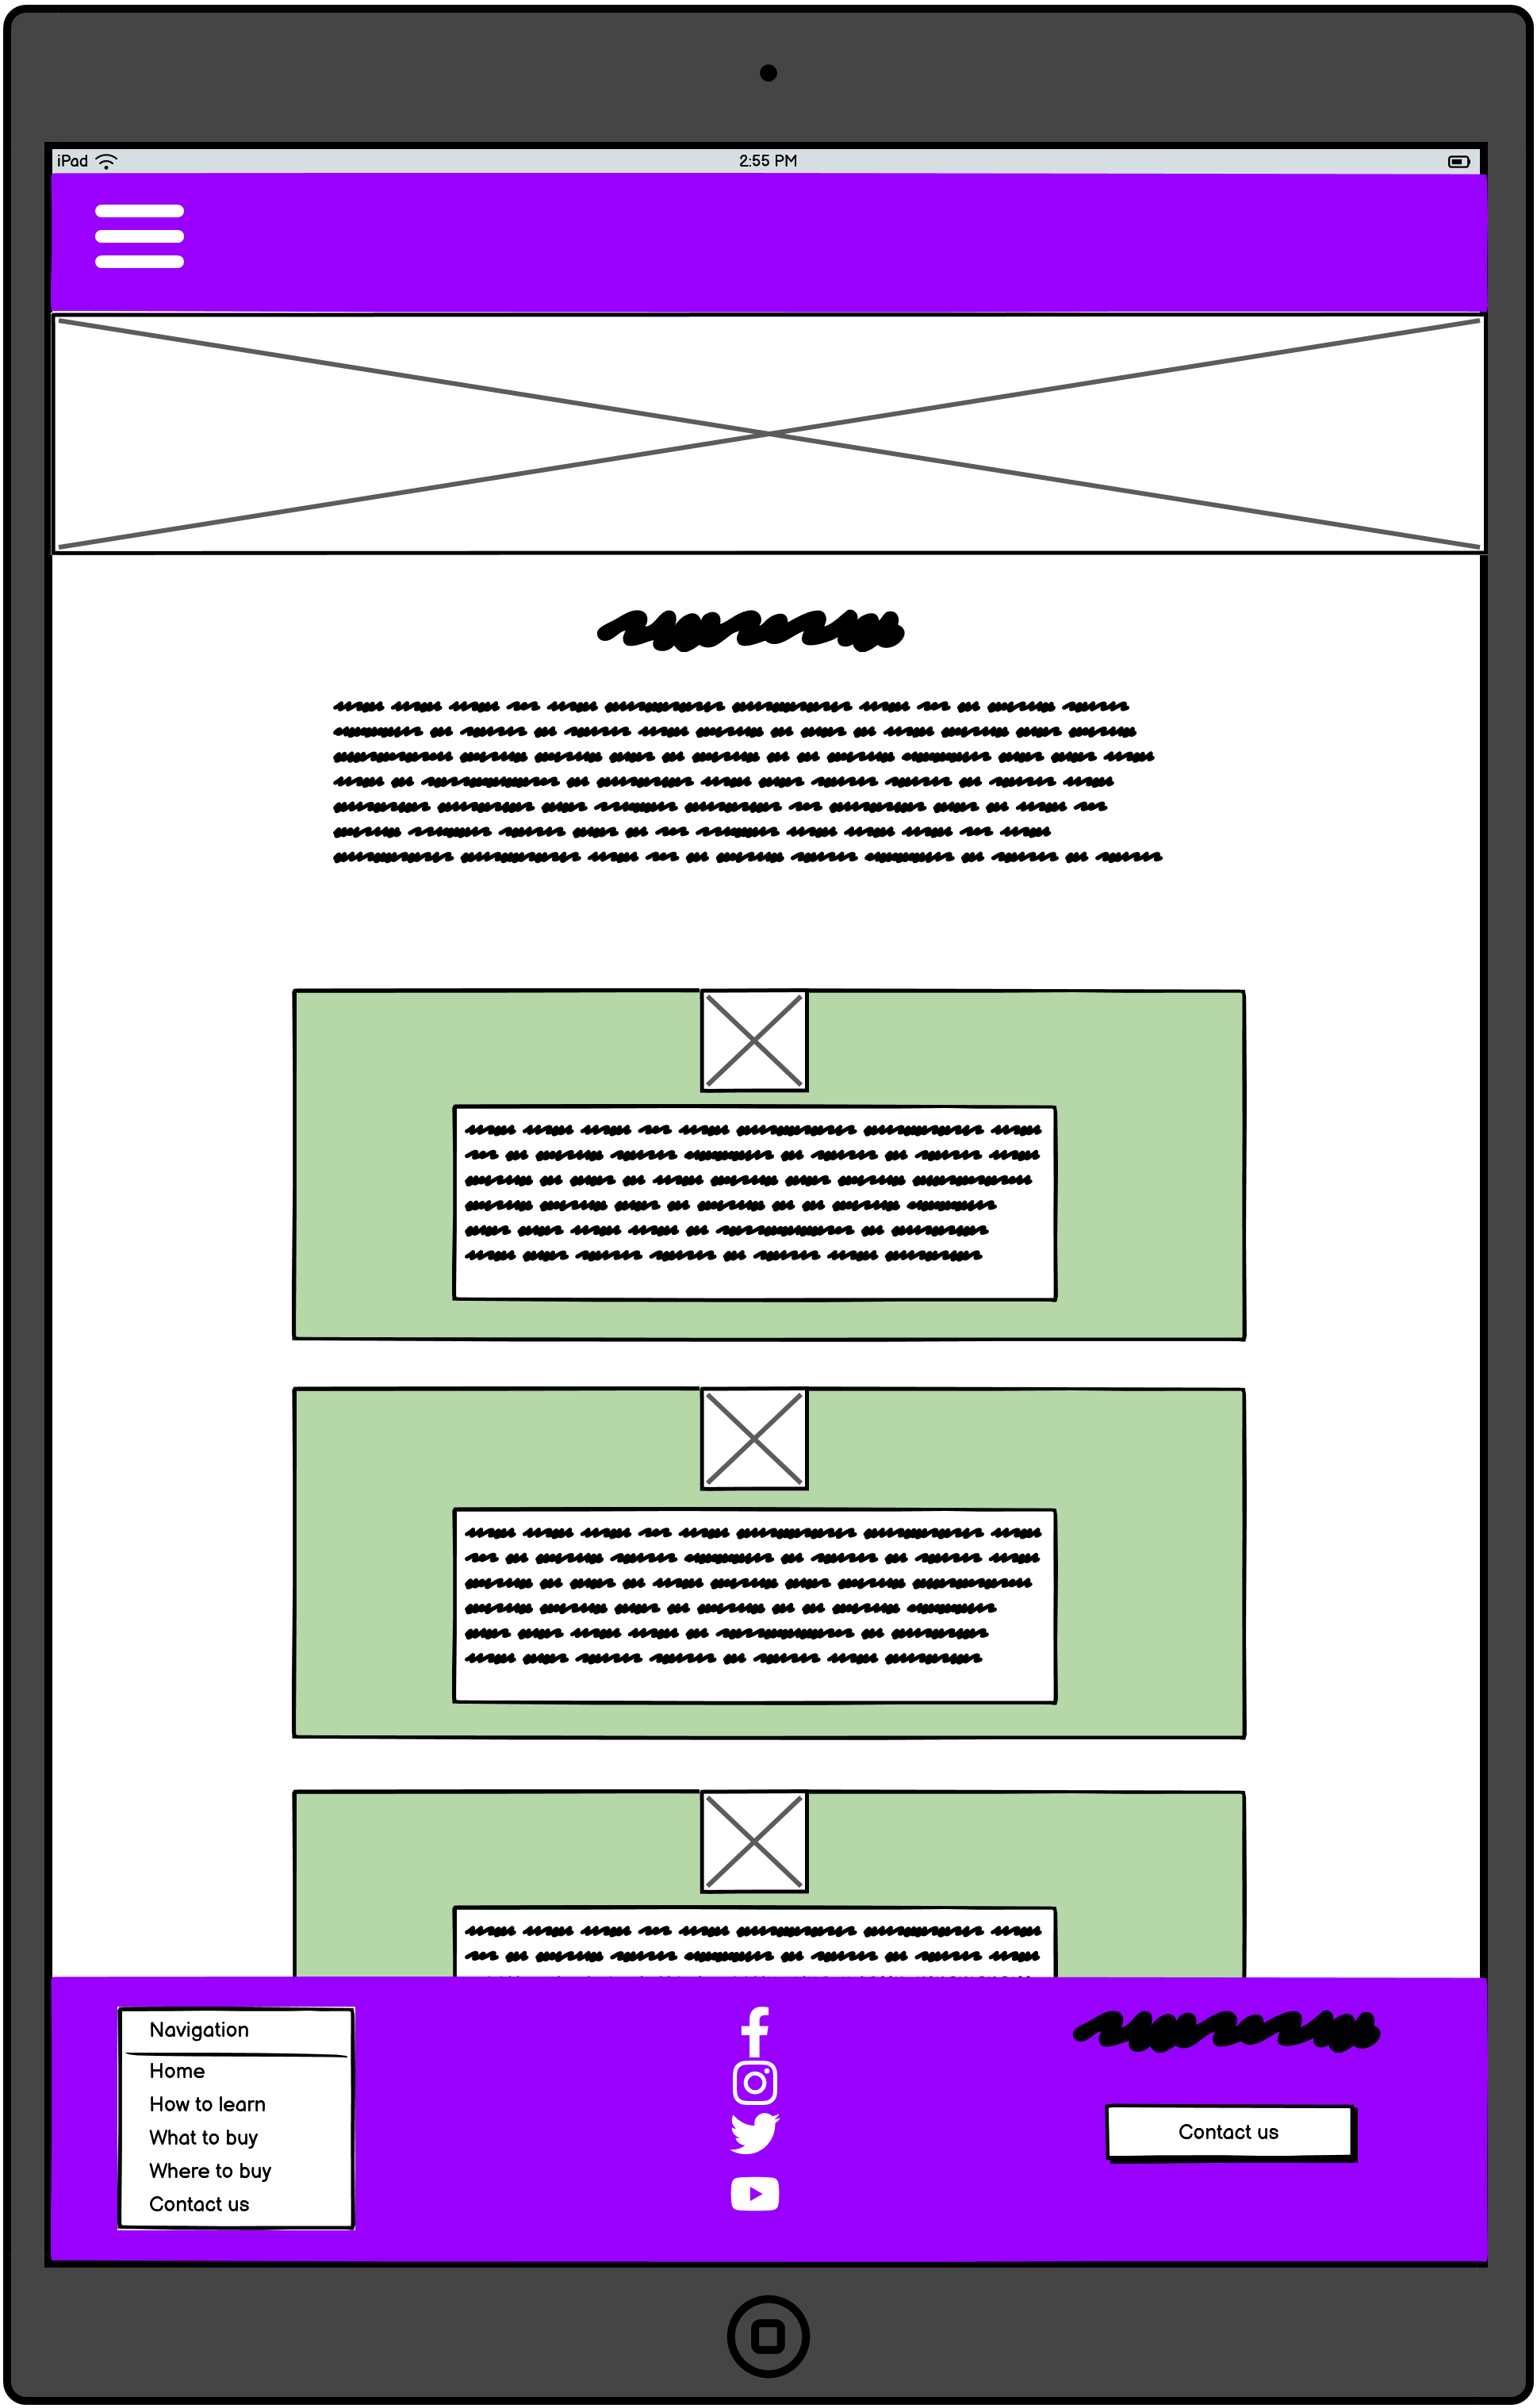 iPad
2:55 PM
Navigation
Home
How to learn
What to buy
Where to buy
Contact us
Contact us